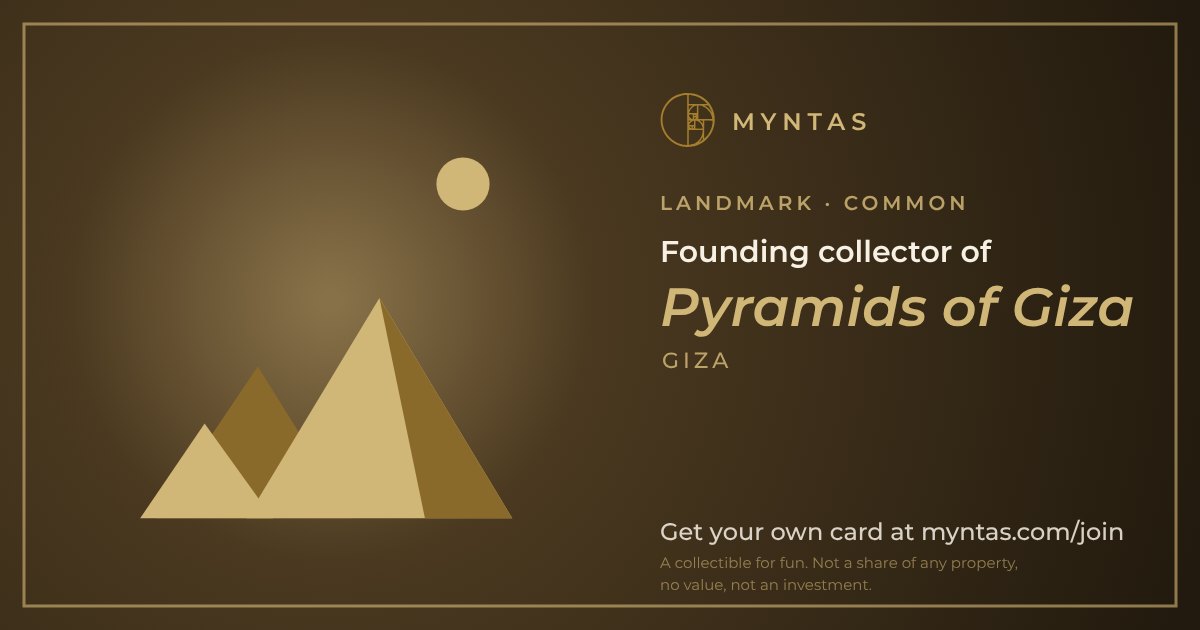 MYNTAS
LANDMARK · COMMON
Founding collector of
Pyramids of Giza
GIZA
Get your own card at myntas.com/join
A collectible for fun. Not a share of any property,
no value, not an investment.